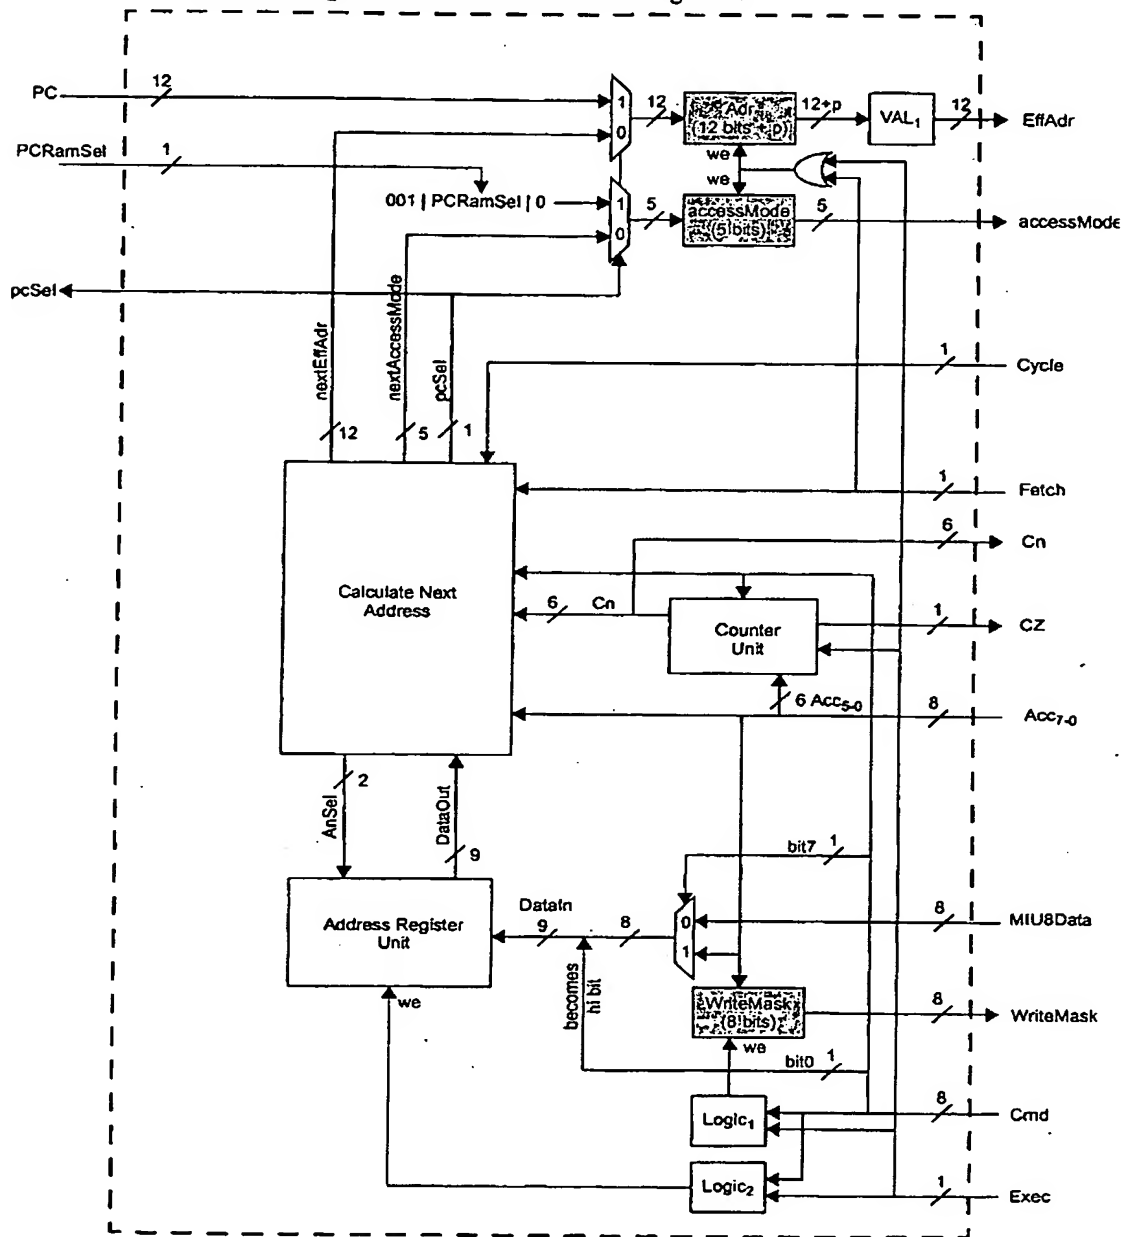 PC
12
1
0
12
Adr
(12 bits + p)
12+p
VAL1
12
EffAdr
PCRamSel
1
we
we
001 | PCRamSel | 0
1
0
5
accessMode
(5 bits)
5
accessMode
pcSel
nextEffAdr
nextAccessMode
pcSel
1
Cycle
12
5
1
1
Fetch
6
Cn
Calculate Next
Address
6
Cn
Counter
Unit
1
CZ
6 Acc5-0
8
Acc7-0
AnSel
2
DataOut
9
bit7
1
Address Register
Unit
DataIn
9
8
0
1
8
MIU8Data
becomes
hi bit
WriteMask
(8 bits)
8
WriteMask
we
we
bit0
1
Logic1
8
Cmd
Logic2
1
Exec